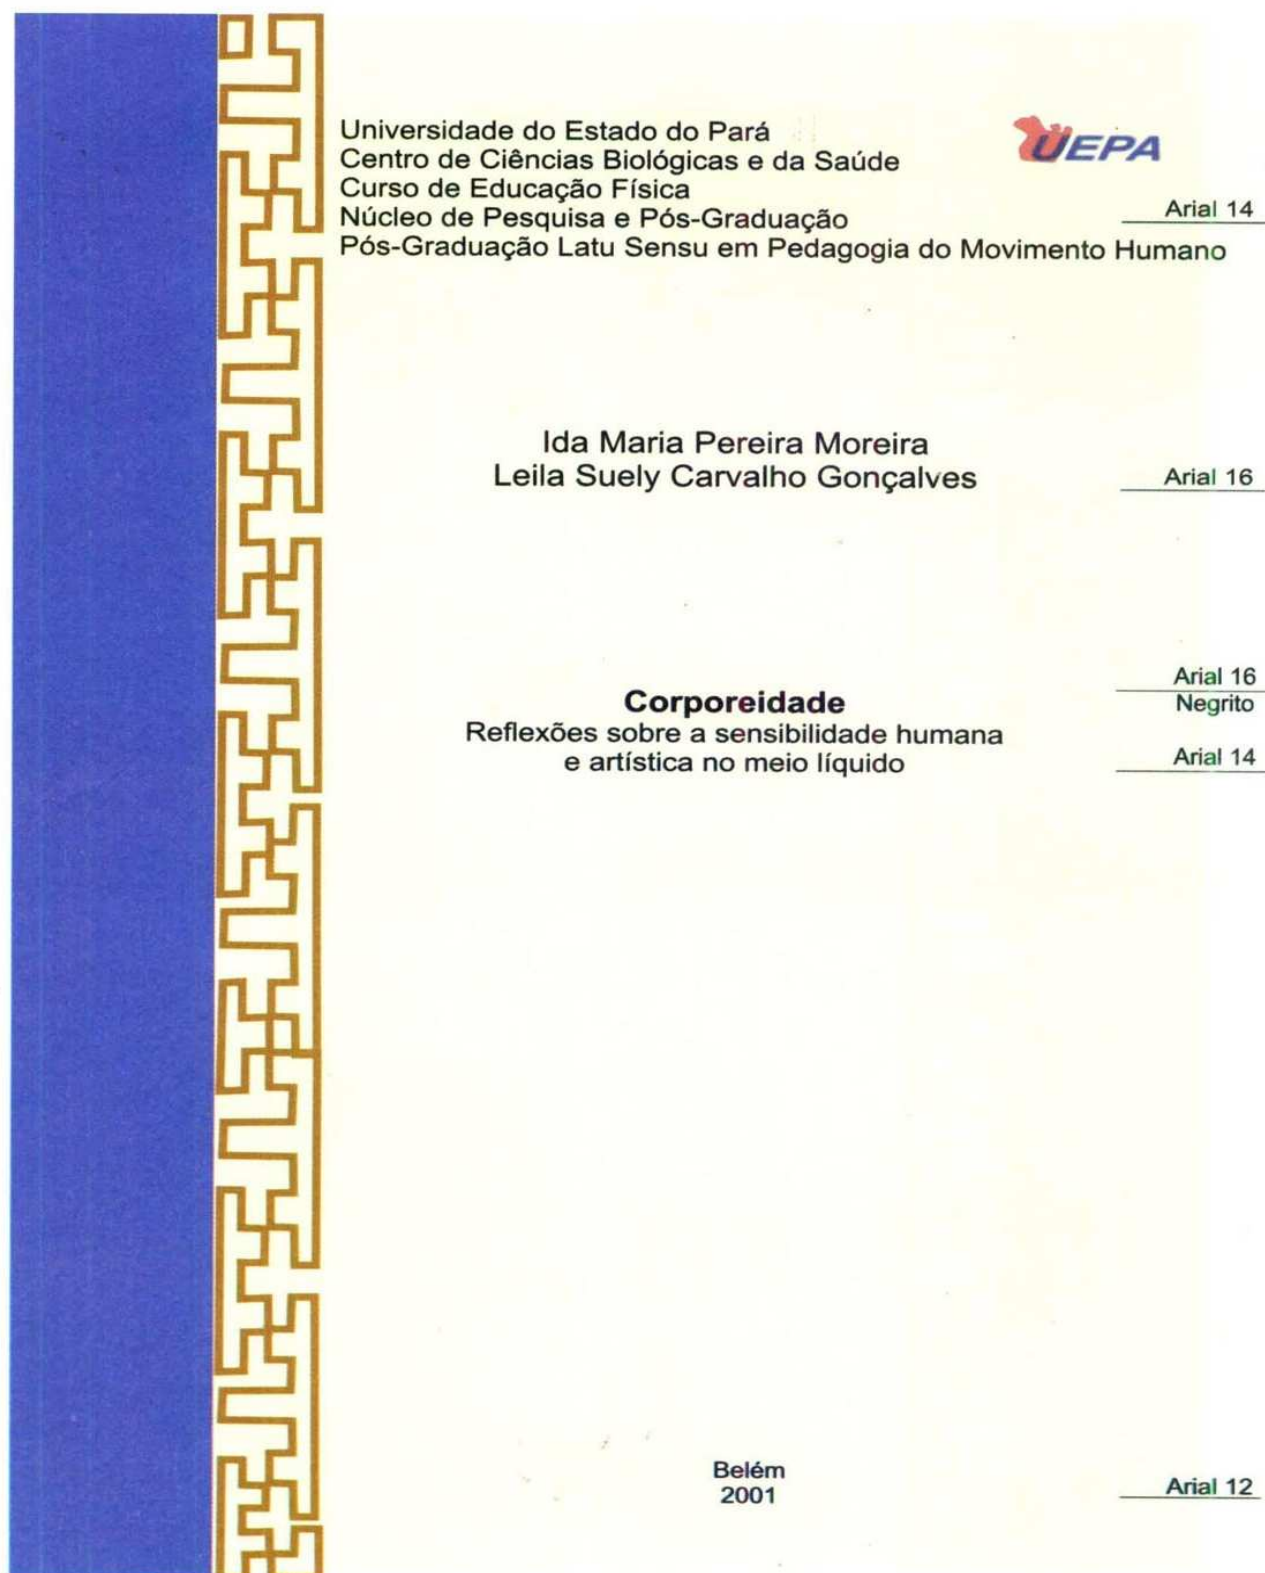 Universidade do Estado do Pará
Centro de Ciências Biológicas e da Saúde
Curso de Educação Física
Núcleo de Pesquisa e Pós-Graduação
Pós-Graduação Latu Sensu em Pedagogia do Movimento Humano
UEPA
Arial 14
Ida Maria Pereira Moreira
Leila Suely Carvalho Gonçalves
Arial 16
Corporeidade
Reflexões sobre a sensibilidade humana
e artística no meio líquido
Arial 16
Negrito
Arial 14
Belém
2001
Arial 12